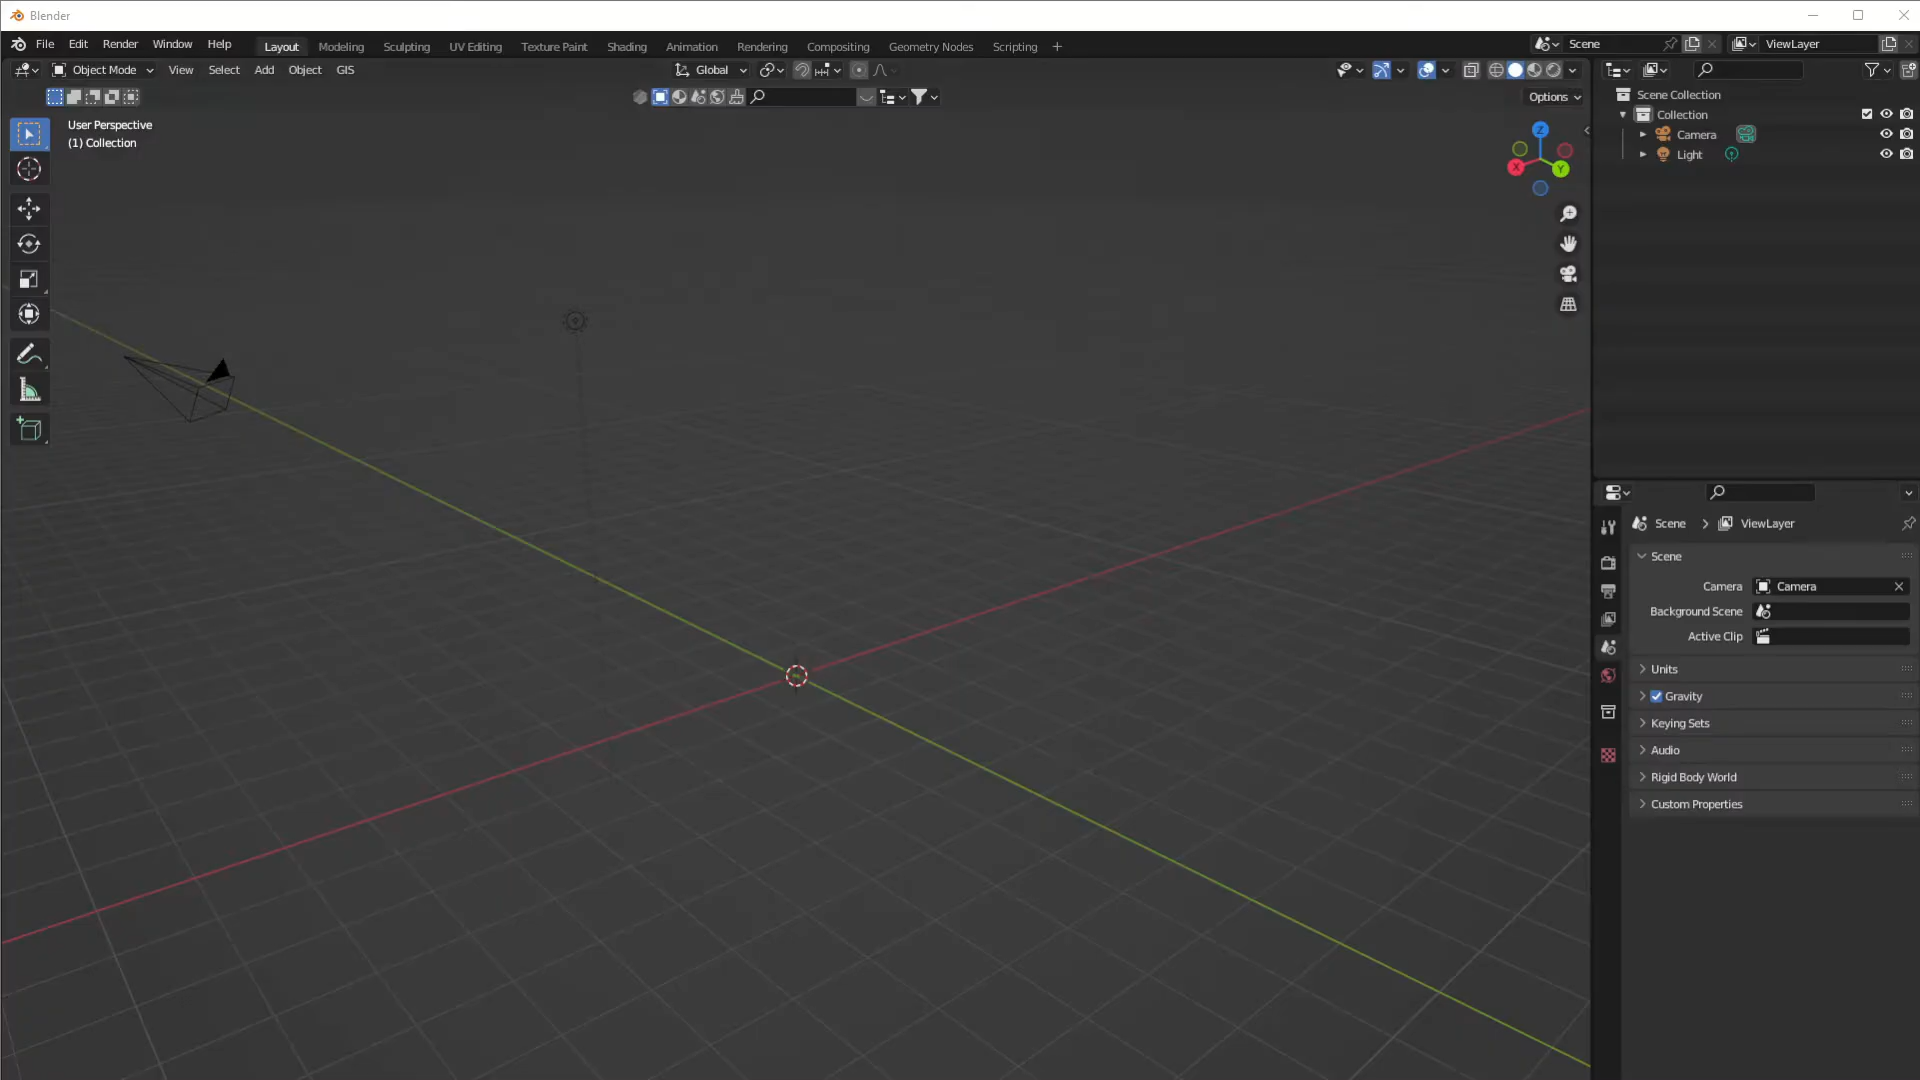 Blender
File Edit Render Window Help Layout Modeling Sculpting UV Editing Texture Paint Shading Animation Rendering Compositing Geometry Nodes Scripting + Scene ViewLayer
Object Mode View Select Add Object GIS Global
Options
User Perspective
(1) Collection
Z
X
Y
Scene Collection
Collection
Camera
Light
Scene > ViewLayer
Scene
Camera Camera
Background Scene
Active Clip
Units
Gravity
Keying Sets
Audio
Rigid Body World
Custom Properties